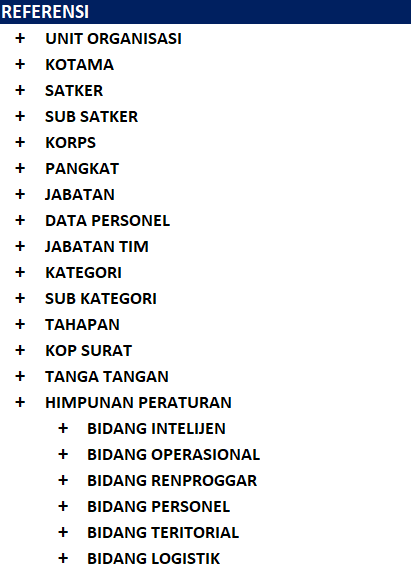 REFERENSI
+ UNIT ORGANISASI
+ KOTAMA
+ SATKER
+ SUB SATKER
+ KORPS
+ PANGKAT
+ JABATAN
+ DATA PERSONEL
+ JABATAN TIM
+ KATEGORI
+ SUB KATEGORI
+ TAHAPAN
+ KOP SURAT
+ TANGA TANGAN
+ HIMPUNAN PERATURAN
+ BIDANG INTELIJEN
+ BIDANG OPERASIONAL
+ BIDANG RENPROGGAR
+ BIDANG PERSONEL
+ BIDANG TERITORIAL
+ BIDANG LOGISTIK